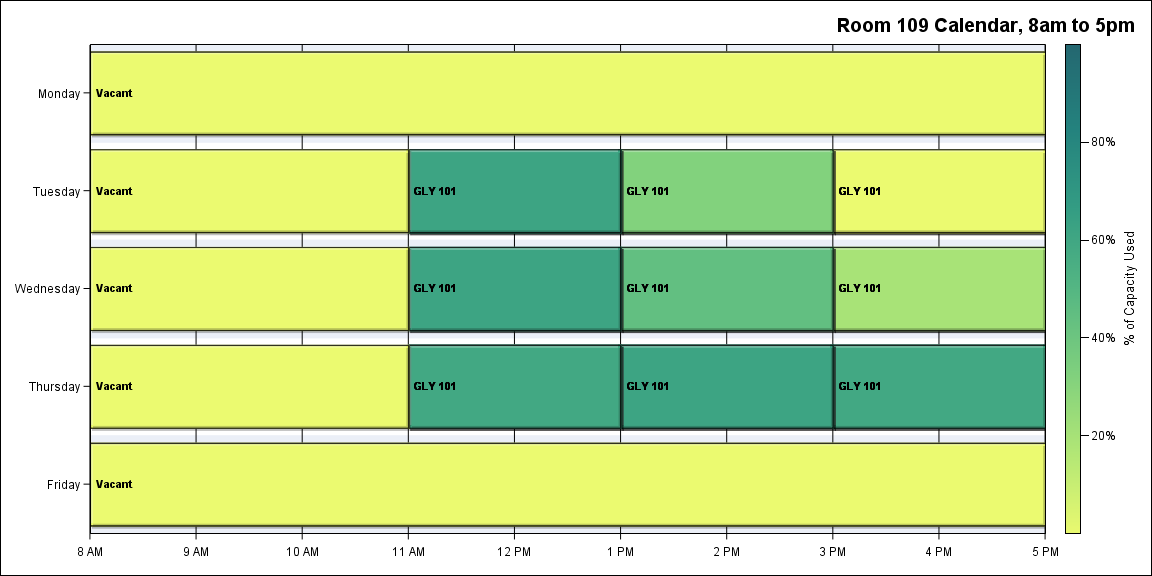 Room 109 Calendar, 8am to 5pm
Monday
Vacant
80%
Tuesday
Vacant
GLY 101
GLY 101
GLY 101
60%
Wednesday
Vacant
GLY 101
GLY 101
GLY 101
% of Capacity Used
40%
Thursday
Vacant
GLY 101
GLY 101
GLY 101
20%
Friday
Vacant
8 AM 9 AM 10 AM 11 AM 12 PM 1 PM 2 PM 3 PM 4 PM 5 PM